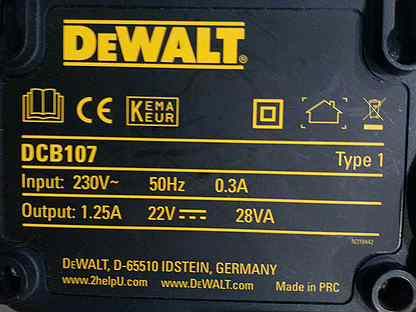 DEWALT®
CE KEMA KEUR
DCB107 Type 1
Input: 230V~ 50Hz 0.3A
Output: 1.25A 22V⎓ 28VA
DEWALT, D-65510 IDSTEIN, GERMANY
www.2helpU.com www.DEWALT.com Made in PRC